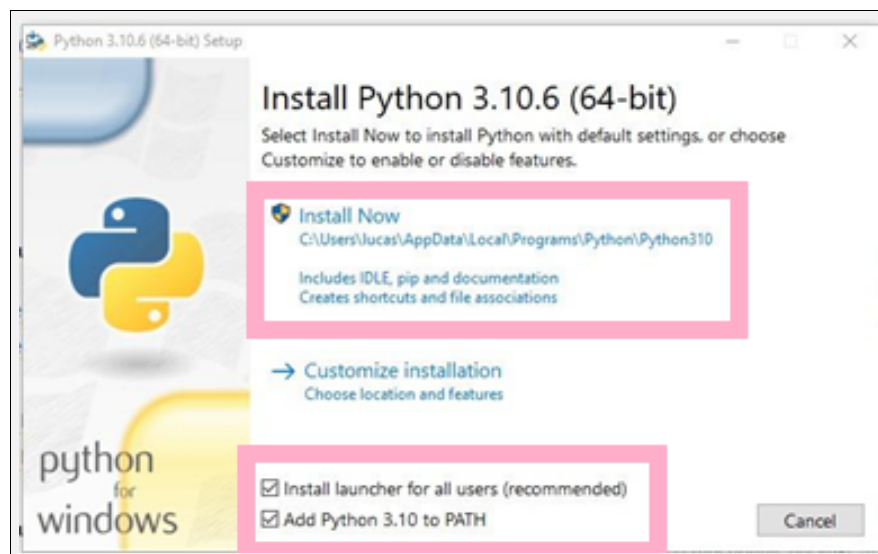 Python 3.10.6 (64-bit) Setup
Install Python 3.10.6 (64-bit)
Select Install Now to install Python with default settings, or choose
Customize to enable or disable features.
Install Now
C:\Users\lucas\AppData\Local\Programs\Python\Python310
Includes IDLE, pip and documentation
Creates shortcuts and file associations
→ Customize installation
Choose location and features
python
for
windows
Install launcher for all users (recommended)
Add Python 3.10 to PATH
Cancel